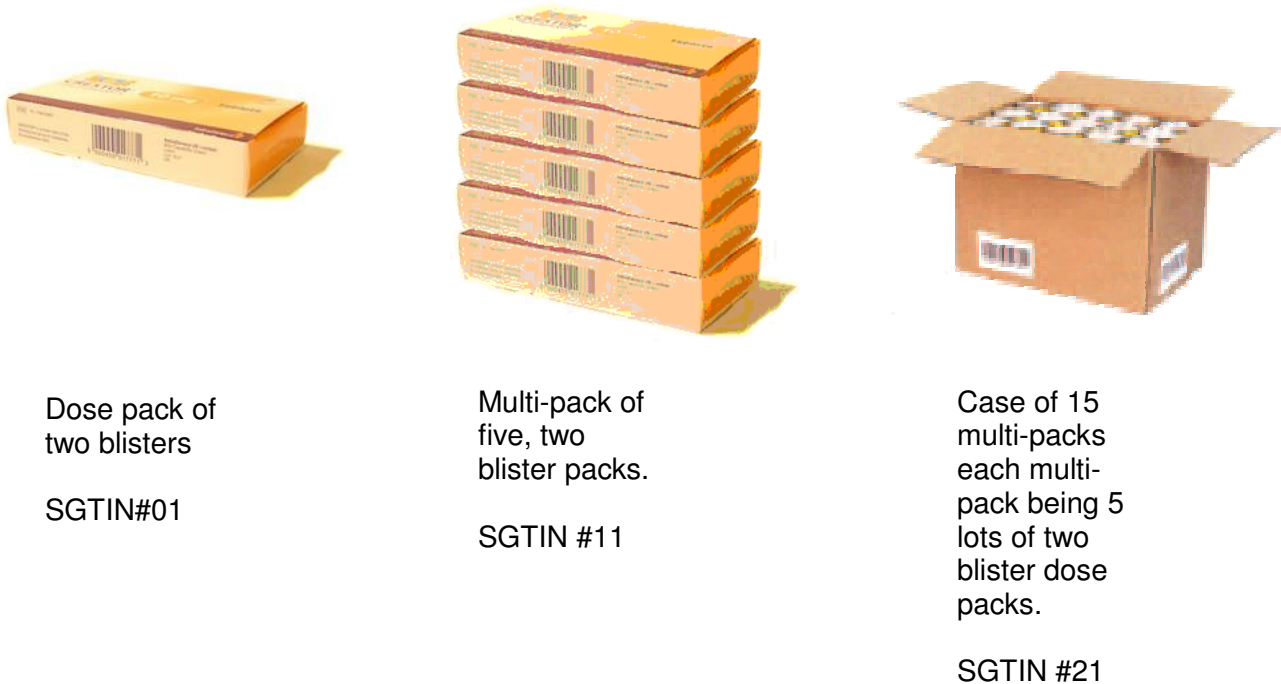 CREATOR
Dose pack of
two blisters
SGTIN#01
Multi-pack of
five, two
blister packs.
SGTIN #11
Case of 15
multi-packs
each multi-
pack being 5
lots of two
blister dose
packs.
SGTIN #21